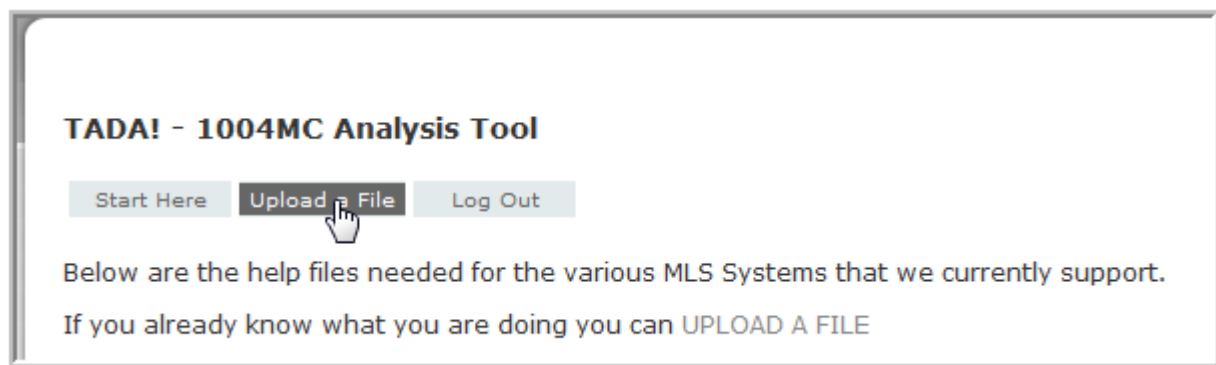 TADA! - 1004MC Analysis Tool
Start Here Upload a File Log Out
Below are the help files needed for the various MLS Systems that we currently support.
If you already know what you are doing you can UPLOAD A FILE